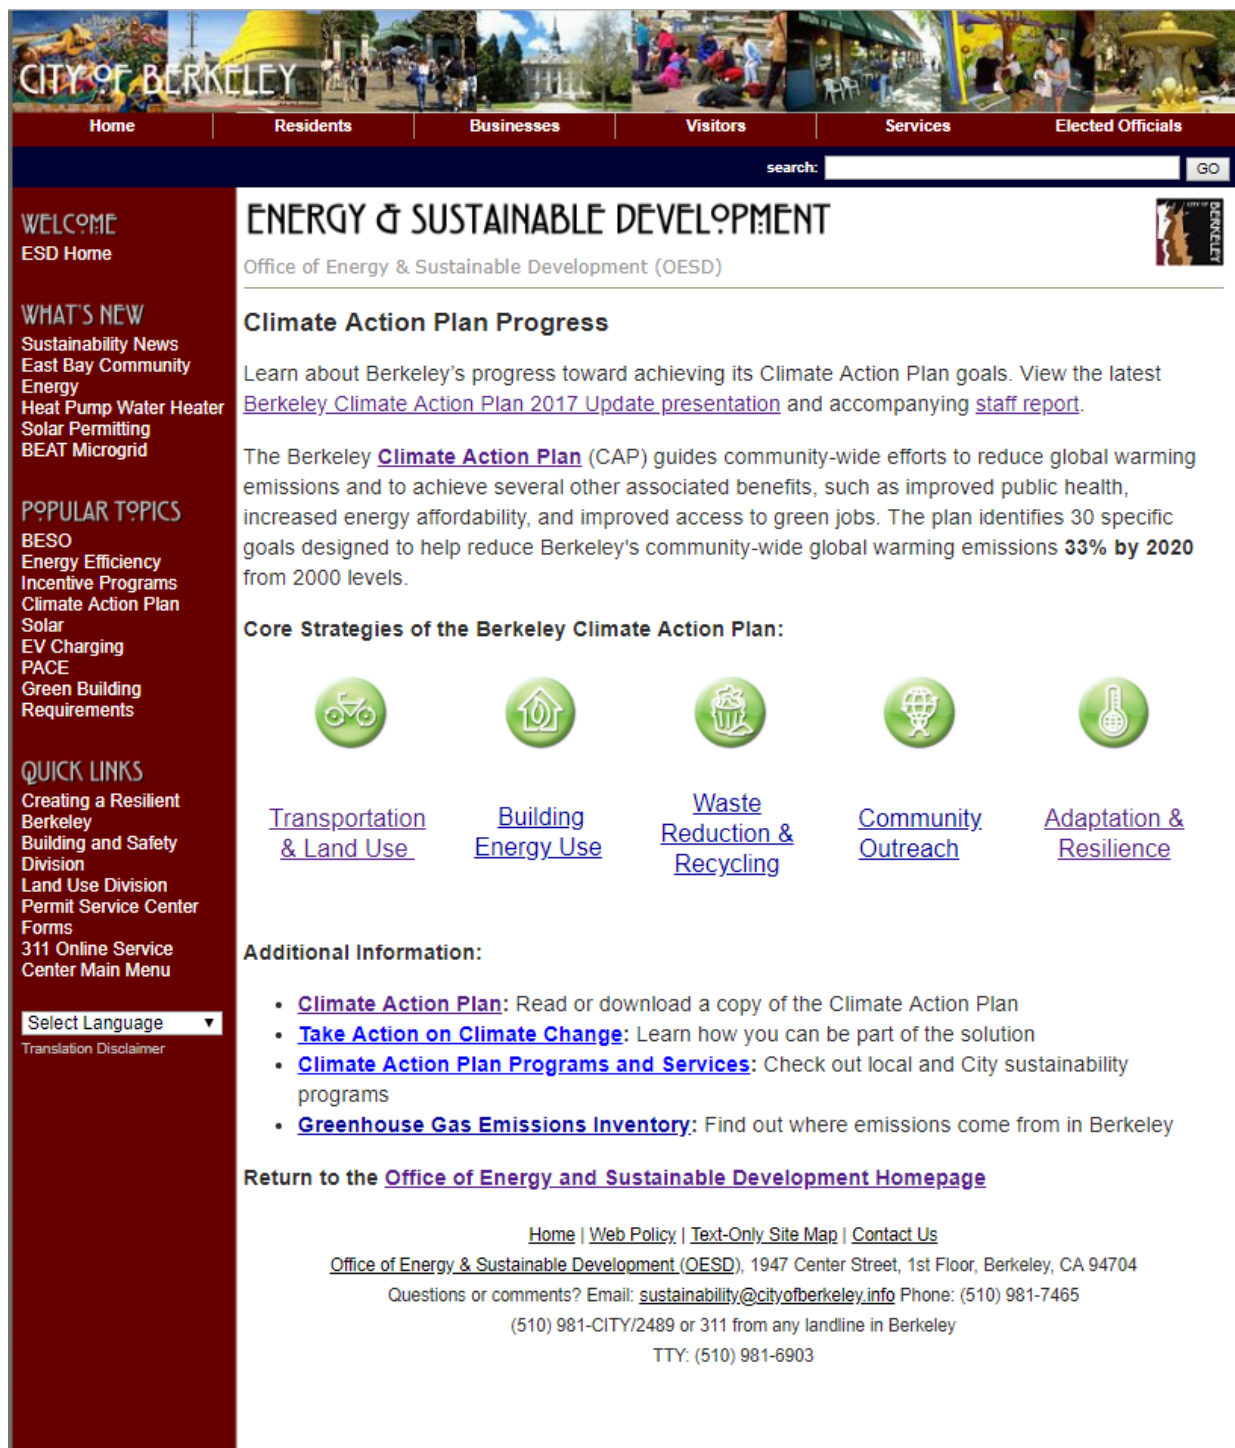 CITY OF BERKELEY
Home
Residents
Businesses
Visitors
Services
Elected Officials
search:
GO
WELCOME
ESD Home
WHAT'S NEW
Sustainability News
East Bay Community
Energy
Heat Pump Water Heater
Solar Permitting
BEAT Microgrid
POPULAR TOPICS
BESO
Energy Efficiency
Incentive Programs
Climate Action Plan
Solar
EV Charging
PACE
Green Building
Requirements
QUICK LINKS
Creating a Resilient
Berkeley
Building and Safety
Division
Land Use Division
Permit Service Center
Forms
311 Online Service
Center Main Menu
Select Language
Translation Disclaimer
ENERGY & SUSTAINABLE DEVELOPMENT
CITY OF
BERKELEY
Office of Energy & Sustainable Development (OESD)
Climate Action Plan Progress
Learn about Berkeley’s progress toward achieving its Climate Action Plan goals. View the latest
Berkeley Climate Action Plan 2017 Update presentation and accompanying staff report.
The Berkeley Climate Action Plan (CAP) guides community-wide efforts to reduce global warming
emissions and to achieve several other associated benefits, such as improved public health,
increased energy affordability, and improved access to green jobs. The plan identifies 30 specific
goals designed to help reduce Berkeley's community-wide global warming emissions 33% by 2020
from 2000 levels.
Core Strategies of the Berkeley Climate Action Plan:
Transportation
& Land Use
Building
Energy Use
Waste
Reduction &
Recycling
Community
Outreach
Adaptation &
Resilience
Additional Information:
• Climate Action Plan: Read or download a copy of the Climate Action Plan
• Take Action on Climate Change: Learn how you can be part of the solution
• Climate Action Plan Programs and Services: Check out local and City sustainability
programs
• Greenhouse Gas Emissions Inventory: Find out where emissions come from in Berkeley
Return to the Office of Energy and Sustainable Development Homepage
Home | Web Policy | Text-Only Site Map | Contact Us
Office of Energy & Sustainable Development (OESD), 1947 Center Street, 1st Floor, Berkeley, CA 94704
Questions or comments? Email: sustainability@cityofberkeley.info Phone: (510) 981-7465
(510) 981-CITY/2489 or 311 from any landline in Berkeley
TTY: (510) 981-6903